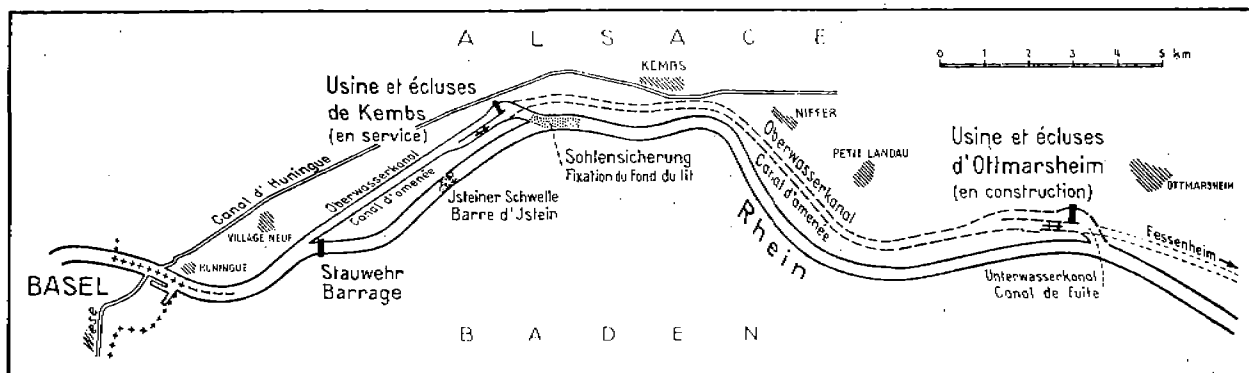 A L S A C E
0 1 2 3 4 5 km
KEMBS
Usine et écluses
de Kembs
(en service)
NIFFER
Oberwasserkanal
Canal d'amenée
Usine et écluses
d'Ottmarsheim
(en construction)
PETIT LANDAU
OTTMARSHEIM
Canal d'Huningue
Oberwasserkanal
Canal d'amenée
Sohlensicherung
Fixation du fond du lit
Jsteiner Schwelle
Barre d'Jstein
VILLAGE NEUF
Rhein
Fessenheim
HUNINGUE
Stauwehr
Barrage
BASEL
Unterwasserkanal
Canal de fuite
Wiese
B A D E N